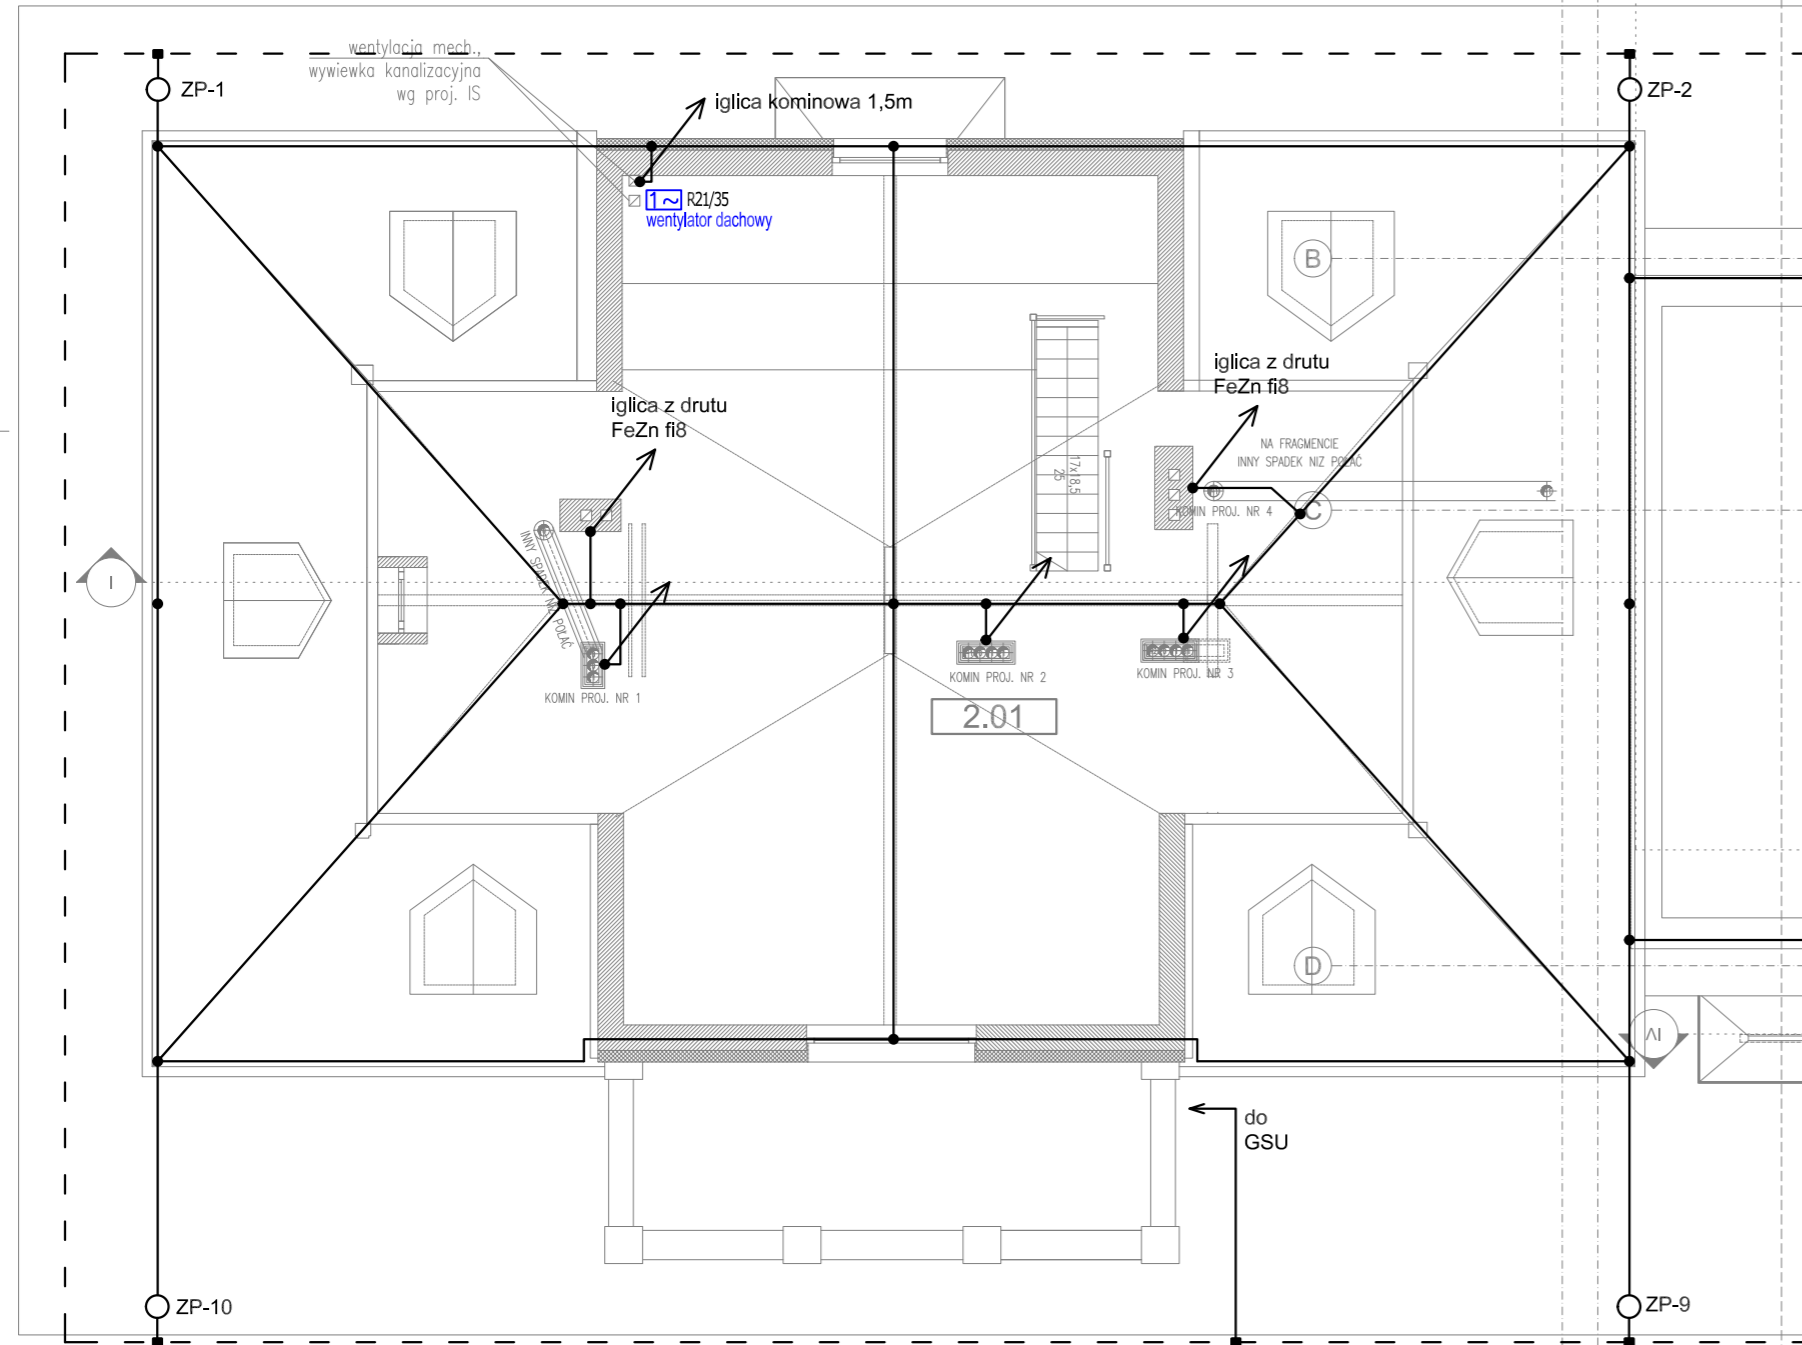 wentylacja mech.,
wywiewka kanalizacyjna
wg proj. IS
ZP-1
iglica kominowa 1,5m
ZP-2
1~ R21/35
wentylator dachowy
B
iglica z drutu
FeZn fi8
iglica z drutu
FeZn fi8
NA FRAGMENCIE
INNY SPADEK NIZ POŁAĆ
17x18,5
25
KOMIN PROJ. NR 4
C
INNY SPADEK NIZ POŁAĆ
I
KOMIN PROJ. NR 1
KOMIN PROJ. NR 2
KOMIN PROJ. NR 3
2.01
D
IV
do
GSU
ZP-10
ZP-9